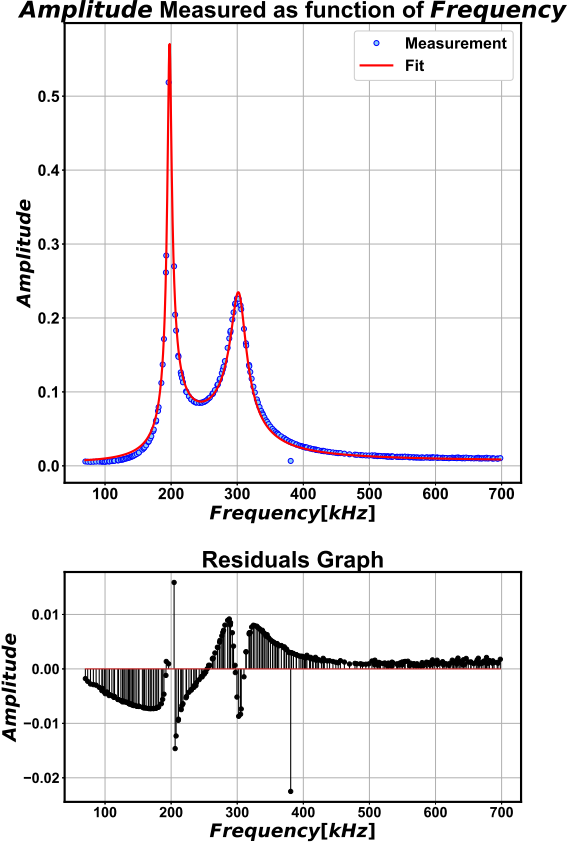 Amplitude Measured as function of Frequency
Measurement
Fit
0.5
0.4
0.3
0.2
0.1
0.0
Amplitude
100 200 300 400 500 600 700
Frequency[kHz]
Residuals Graph
0.01
0.00
−0.01
−0.02
Amplitude
100 200 300 400 500 600 700
Frequency[kHz]